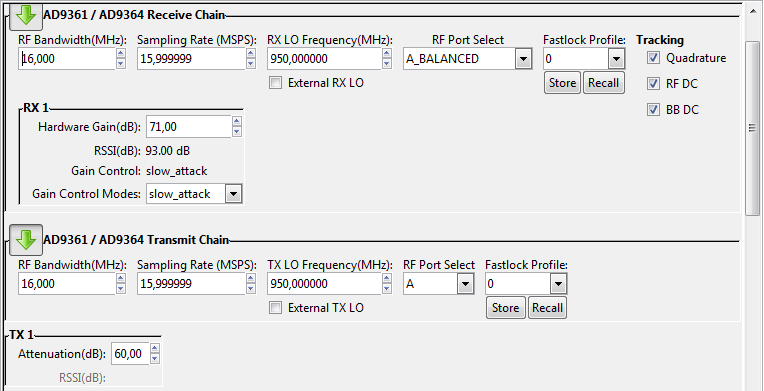 AD9361 / AD9364 Receive Chain
RF Bandwidth(MHz): Sampling Rate (MSPS): RX LO Frequency(MHz): RF Port Select Fastlock Profile: Tracking
16,000 15,999999 950,000000 A_BALANCED 0 Quadrature
External RX LO Store Recall RF DC
BB DC
RX 1
Hardware Gain(dB): 71,00
RSSI(dB): 93.00 dB
Gain Control: slow_attack
Gain Control Modes: slow_attack
AD9361 / AD9364 Transmit Chain
RF Bandwidth(MHz): Sampling Rate (MSPS): TX LO Frequency(MHz): RF Port Select Fastlock Profile:
16,000 15,999999 950,000000 A 0
External TX LO Store Recall
TX 1
Attenuation(dB): 60,00
RSSI(dB):